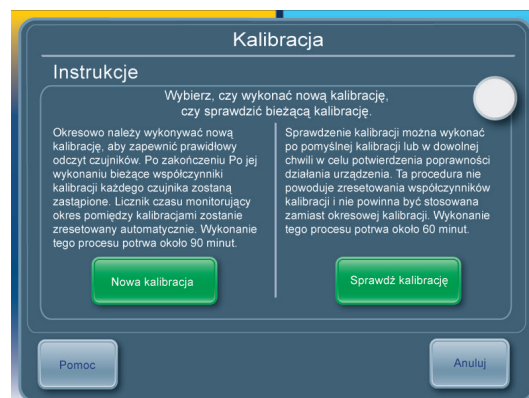 Kalibracja
Instrukcje
Wybierz, czy wykonać nową kalibrację,
czy sprawdzić bieżącą kalibrację.
Okresowo należy wykonywać nową
kalibrację, aby zapewnić prawidłowy
odczyt czujników. Po zakończeniu Po jej
wykonaniu bieżące współczynniki
kalibracji każdego czujnika zostaną
zastąpione. Licznik czasu monitorujący
okres pomiędzy kalibracjami zostanie
zresetowany automatycznie. Wykonanie
tego procesu potrwa około 90 minut.
Nowa kalibracja
Sprawdzenie kalibracji można wykonać
po pomyślnej kalibracji lub w dowolnej
chwili w celu potwierdzenia poprawności
działania urządzenia. Ta procedura nie
powoduje zresetowania współczynników
kalibracji i nie powinna być stosowana
zamiast okresowej kalibracji. Wykonanie
tego procesu potrwa około 60 minut.
Sprawdź kalibrację
Pomoc
Anuluj